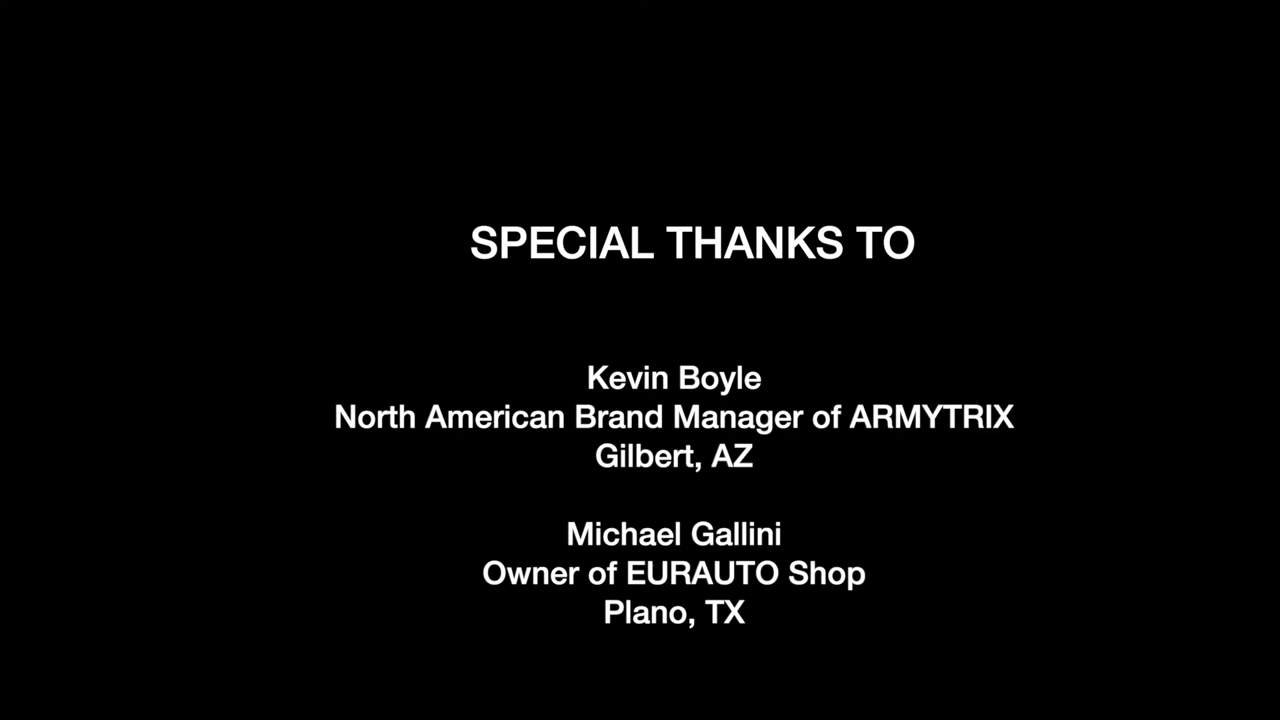 SPECIAL THANKS TO
Kevin Boyle
North American Brand Manager of ARMYTRIX
Gilbert, AZ
Michael Gallini
Owner of EURAUTO Shop
Plano, TX